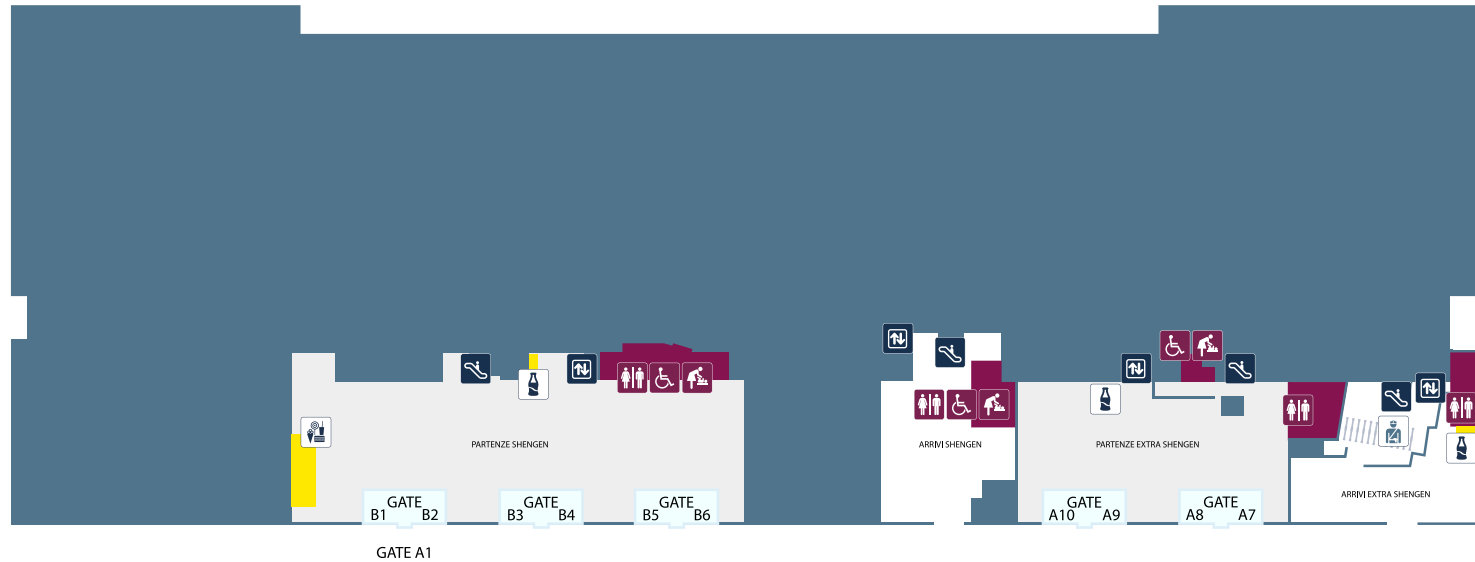 PARTENZE SHENGEN
ARRIVI SHENGEN
PARTENZE EXTRA SHENGEN
ARRIVI EXTRA SHENGEN
GATE
B1 B2
GATE
B3 B4
GATE
B5 B6
GATE
A10 A9
GATE
A8 A7
GATE A1